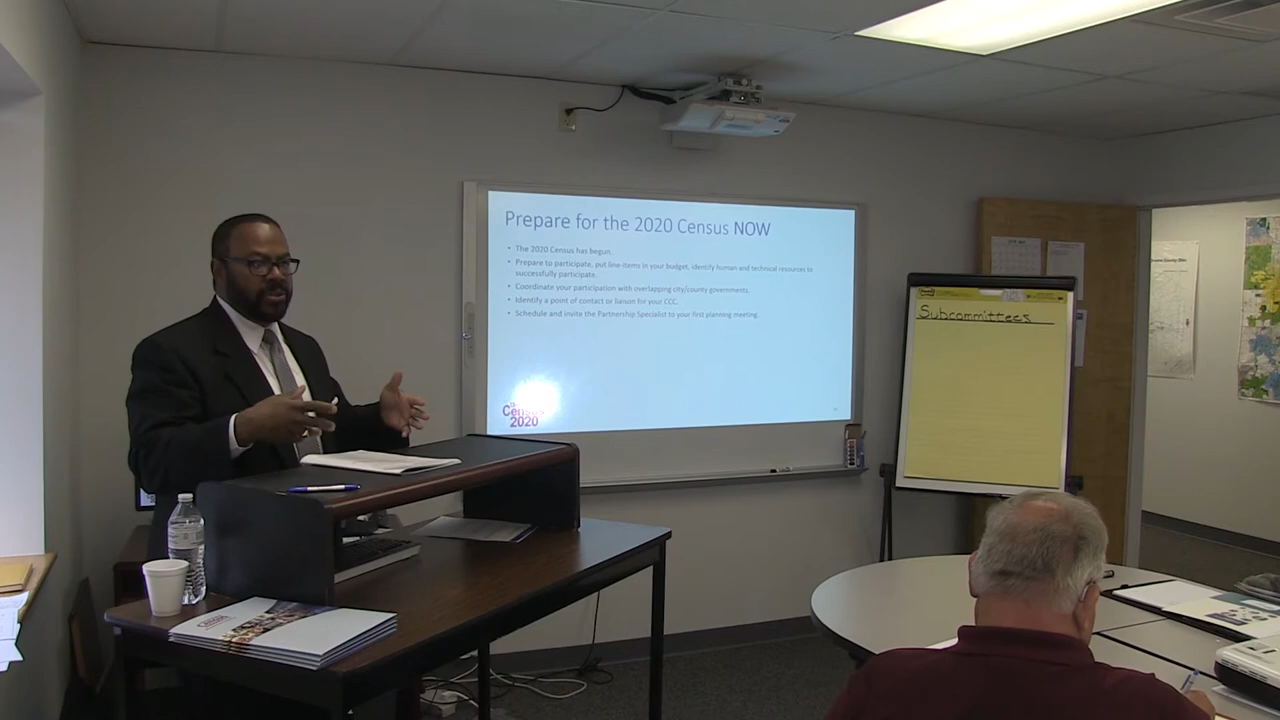 Prepare for the 2020 Census NOW
• The 2020 Census has begun.
• Prepare to participate, put line-items in your budget, identify human and technical resources to
successfully participate.
• Coordinate your participation with overlapping city/county governments.
• Identify a point of contact or liaison for your CCC.
• Schedule and invite the Partnership Specialist to your first planning meeting.
Census
2020
Subcommittees